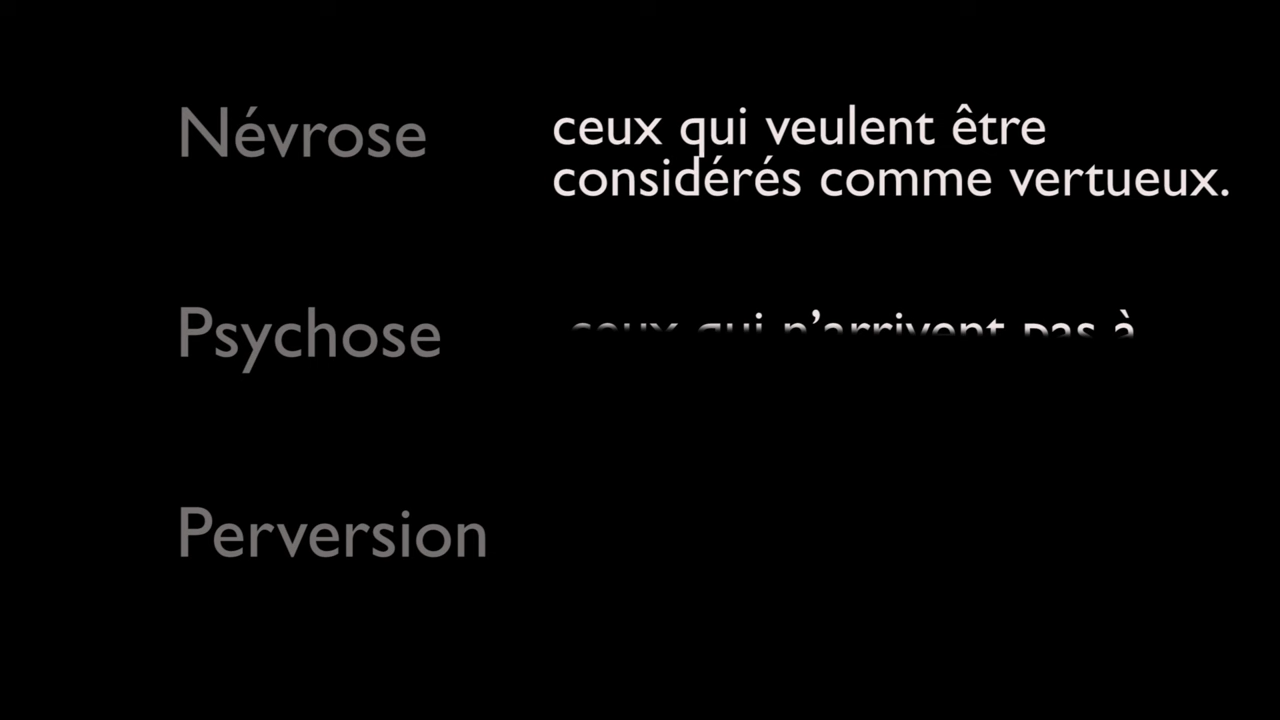 Névrose
ceux qui veulent être
considérés comme vertueux.
Psychose
ceux qui n’arrivent pas à
Perversion